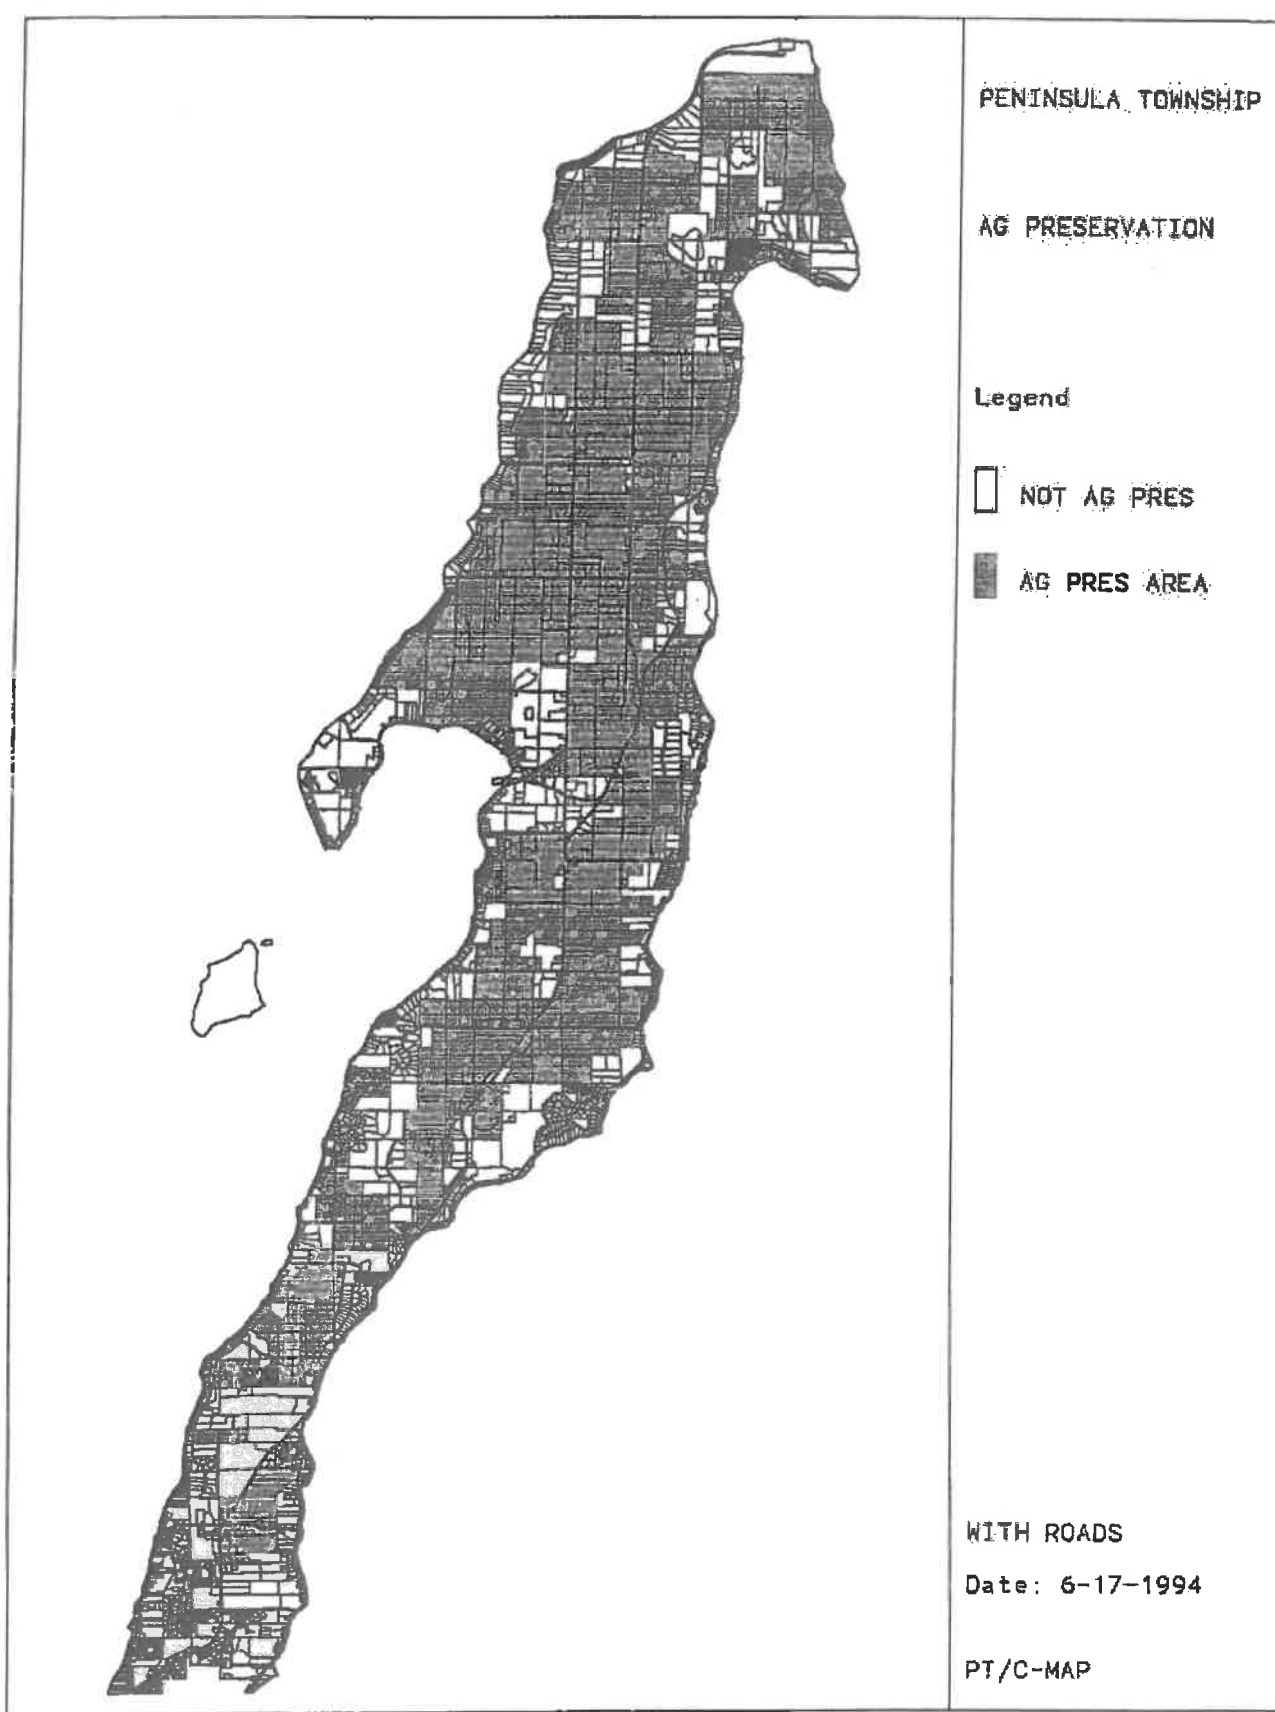 PENINSULA TOWNSHIP
AG PRESERVATION
Legend
NOT AG PRES
AG PRES AREA
WITH ROADS
Date: 6-17-1994
PT/C-MAP